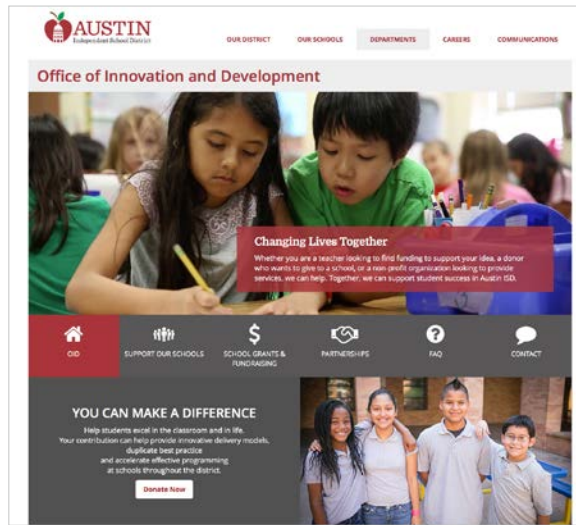 AUSTIN
Independent School District
OUR DISTRICT
OUR SCHOOLS
DEPARTMENTS
CAREERS
COMMUNICATIONS
Office of Innovation and Development
Changing Lives Together
Whether you are a teacher looking to find funding to support your idea, a donor
who wants to give to a school, or a non-profit organization looking to provide
services, we can help. Together, we can support student success in Austin ISD.
OID
SUPPORT OUR SCHOOLS
SCHOOL GRANTS &
FUNDRAISING
PARTNERSHIPS
FAQ
CONTACT
YOU CAN MAKE A DIFFERENCE
Help students excel in the classroom and in life.
Your contribution can help provide innovative delivery models,
duplicate best practice
and accelerate effective programming
at schools throughout the district.
Donate Now